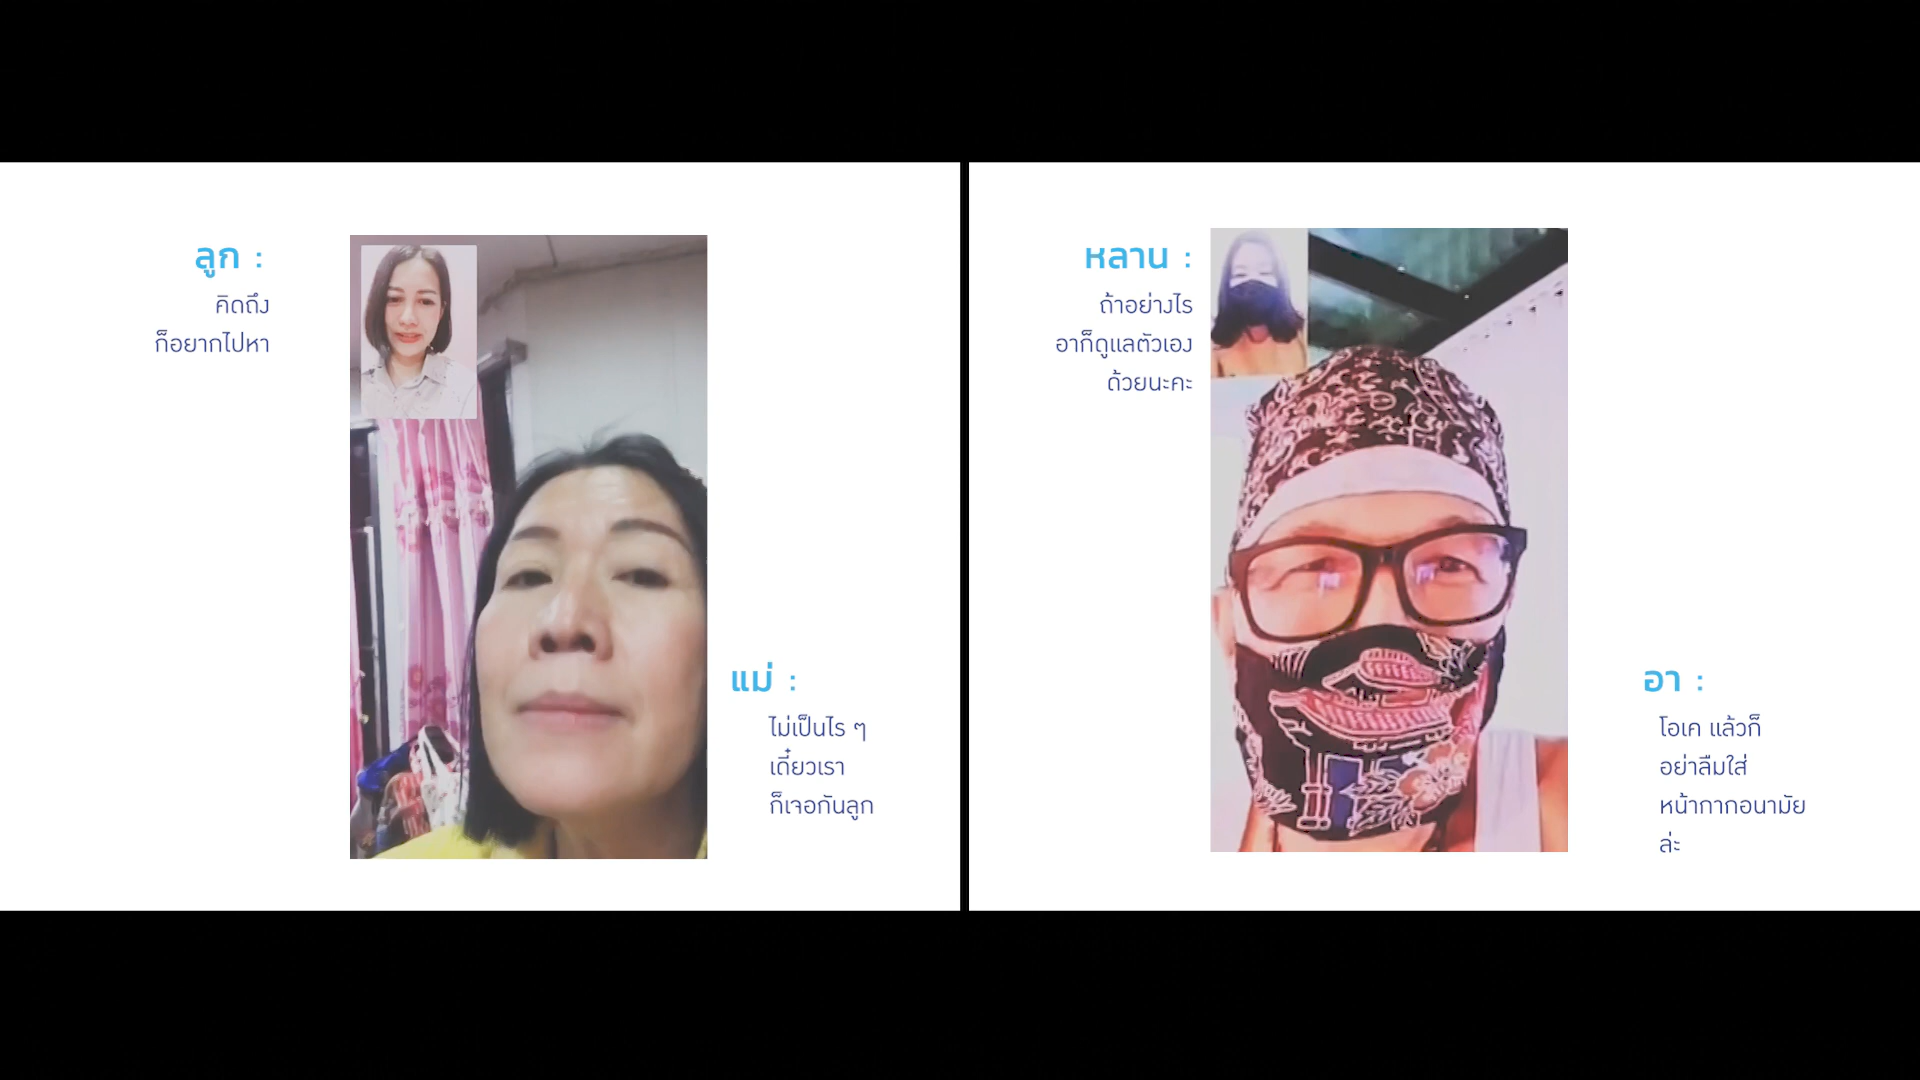 ลูก :
คิดถึง
ก็อยากไปหา
แม่ :
ไม่เป็นไร ๆ
เดี๋ยวเรา
ก็เจอกันลูก
หลาน :
ถ้าอย่างไร
อาก็ดูแลตัวเอง
ด้วยนะคะ
อา :
โอเค แล้วก็
อย่าลืมใส่
หน้ากากอนามัย
ล่ะ